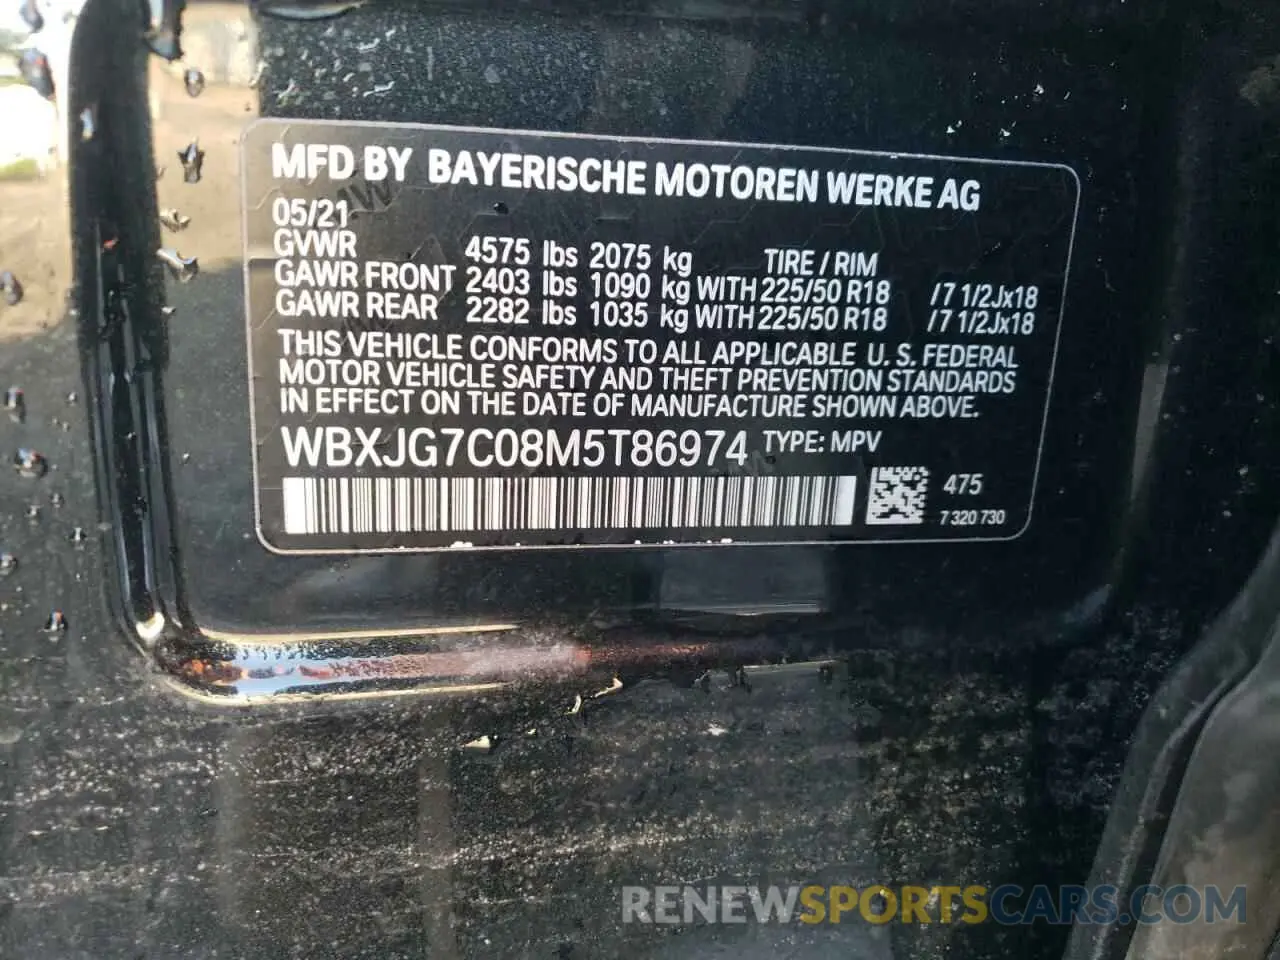 MFD BY BAYERISCHE MOTOREN WERKE AG
05/21
GVWR 4575 lbs 2075 kg TIRE / RIM
GAWR FRONT 2403 lbs 1090 kg WITH 225/50 R18 /7 1/2Jx18
GAWR REAR 2282 lbs 1035 kg WITH 225/50 R18 /7 1/2Jx18
THIS VEHICLE CONFORMS TO ALL APPLICABLE U. S. FEDERAL
MOTOR VEHICLE SAFETY AND THEFT PREVENTION STANDARDS
IN EFFECT ON THE DATE OF MANUFACTURE SHOWN ABOVE.
WBXJG7C08M5T86974 TYPE: MPV
475
7 320 730
RENEWSPORTSCARS.COM